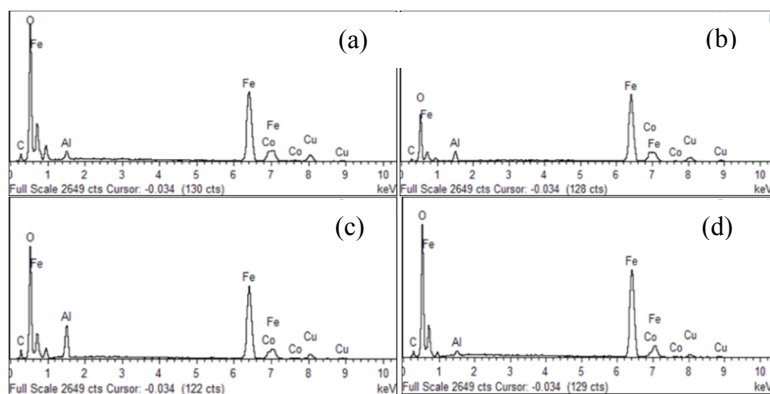 (a)
O
Fe
Fe
Fe
C
Al
Co
Co
Cu
Cu
0 1 2 3 4 5 6 7 8 9 10
Full Scale 2649 cts Cursor: -0.034 (130 cts)
keV
(b)
O
Fe
Fe
C
Al
Co
Fe
Co
Cu
Cu
0 1 2 3 4 5 6 7 8 9 10
Full Scale 2649 cts Cursor: -0.034 (128 cts)
keV
(c)
O
Fe
Fe
C
Al
Fe
Co
Co
Cu
Cu
0 1 2 3 4 5 6 7 8 9 10
Full Scale 2649 cts Cursor: -0.034 (122 cts)
keV
(d)
O
Fe
Fe
C
Al
Fe
Co
Co
Cu
Cu
0 1 2 3 4 5 6 7 8 9 10
Full Scale 2649 cts Cursor: -0.034 (129 cts)
keV